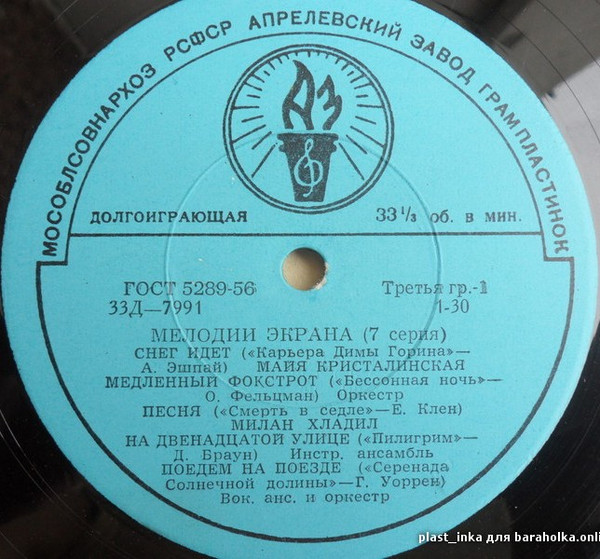 МОСОБЛСОВНАРХОЗ РСФСР АПРЕЛЕВСКИЙ ЗАВОД ГРАМПЛАСТИНОК
АЗ
ДОЛГОИГРАЮЩАЯ 33 1/3 об. в мин.
ГОСТ 5289-56 Третья гр.-1
33Д—7991 1-30
МЕЛОДИИ ЭКРАНА (7 серия)
СНЕГ ИДЕТ («Карьера Димы Горина»—
А. Эшпай) МАЙЯ КРИСТАЛИНСКАЯ
МЕДЛЕННЫЙ ФОКСТРОТ («Бессонная ночь»—
О. Фельцман) Оркестр
ПЕСНЯ («Смерть в седле»—Е. Клен)
МИЛАН ХЛАДИЛ
НА ДВЕНАДЦАТОЙ УЛИЦЕ («Пилигрим»—
Д. Браун) Инстр. ансамбль
ПОЕДЕМ НА ПОЕЗДЕ («Серенада
Солнечной долины»—Г. Уоррен)
Вок. анс. и оркестр
plast_inka для baraholka.onli